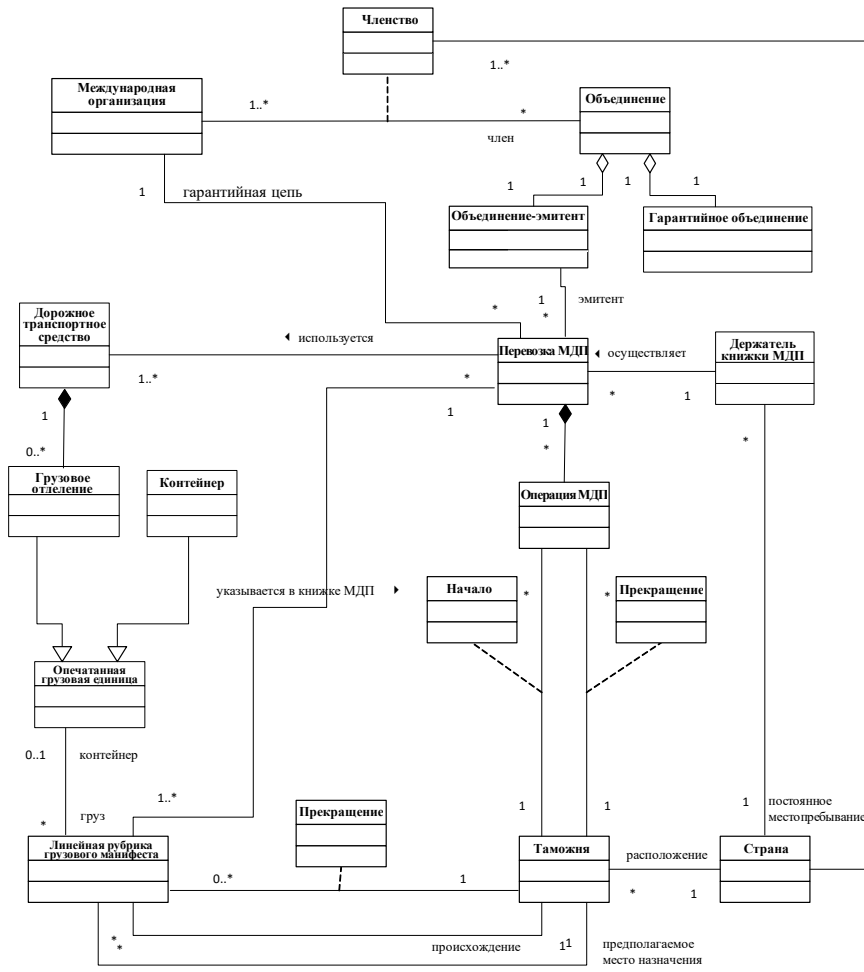 Членство
1..*
Международная
организация
1..*
*
Объединение
член
1
гарантийная цепь
1
1
1
1
Объединение-эмитент
Гарантийное объединение
1
эмитент
*
*
Дорожное
транспортное
средство
используется
Перевозка МДП
осуществляет
Держатель
книжки МДП
1..*
*
*
1
1
1
1
*
*
0..*
Грузовое
отделение
Контейнер
Операция МДП
указывается в книжке МДП
Начало
*
*
Прекращение
Опечатанная
грузовая единица
0..1
контейнер
1..*
*
груз
Прекращение
1
1
1
постоянное
местопребывание
Линейная рубрика
грузового манифеста
Таможня
расположение
Страна
0..*
1
*
1
*
*
происхождение
1
1
предполагаемое
место назначения